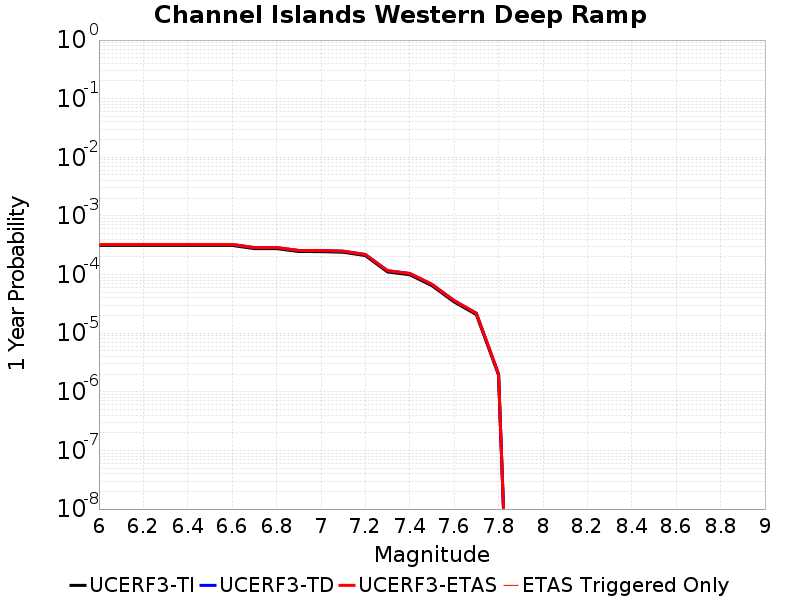 Channel Islands Western Deep Ramp
1 Year Probability
10^0
10^-1
10^-2
10^-3
10^-4
10^-5
10^-6
10^-7
10^-8
6 6.2 6.4 6.6 6.8 7 7.2 7.4 7.6 7.8 8 8.2 8.4 8.6 8.8 9
Magnitude
UCERF3-TI UCERF3-TD UCERF3-ETAS ETAS Triggered Only